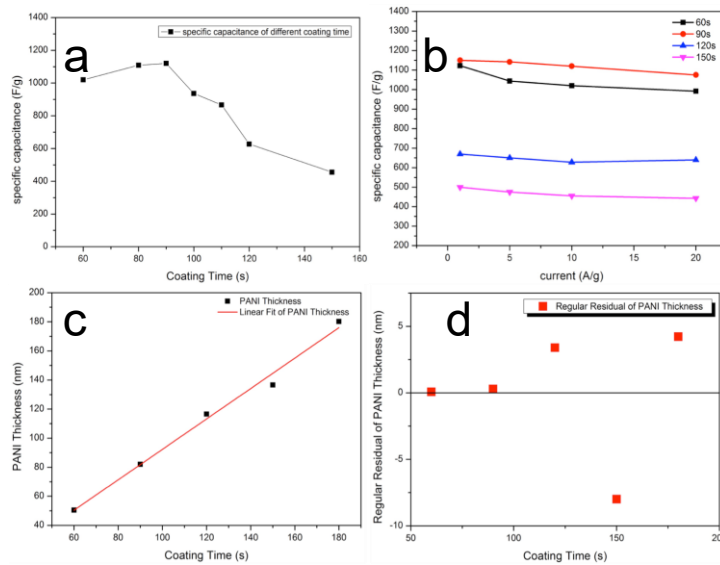 a
specific capacitance of different coating time
1400
1200
1000
800
600
400
200
0
40 60 80 100 120 140 160
Coating Time (s)
specific capacitance (F/g)
b
60s
90s
120s
150s
1400
1300
1200
1100
1000
900
800
700
600
500
400
300
200
0 5 10 15 20
current (A/g)
specific capacitance (F/g)
c
PANI Thickness
Linear Fit of PANI Thickness
200
180
160
140
120
100
80
60
40
60 80 100 120 140 160 180
Coating Time (s)
PANI Thickness (nm)
d
Regular Residual of PANI Thickness
5
0
-5
-10
50 100 150 200
Coating Time (s)
Regular Residual of PANI Thickness (nm)